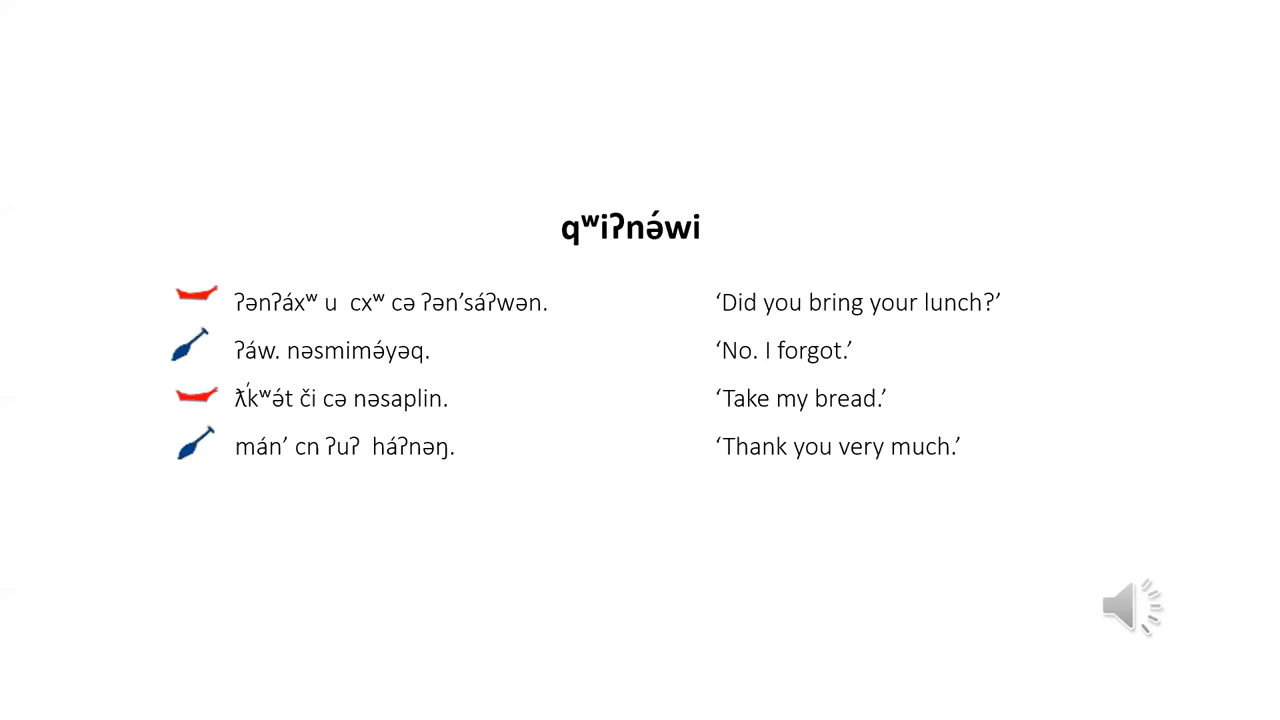 qʷiʔnə́wi
ʔənʔáxʷ u cxʷ cə ʔən’sáʔwən. ‘Did you bring your lunch?’
ʔáw. nəsmimə́yəq. ‘No. I forgot.’
ƛ̓kʷə́t či cə nəsaplin. ‘Take my bread.’
mán’ cn ʔuʔ háʔnəŋ. ‘Thank you very much.’